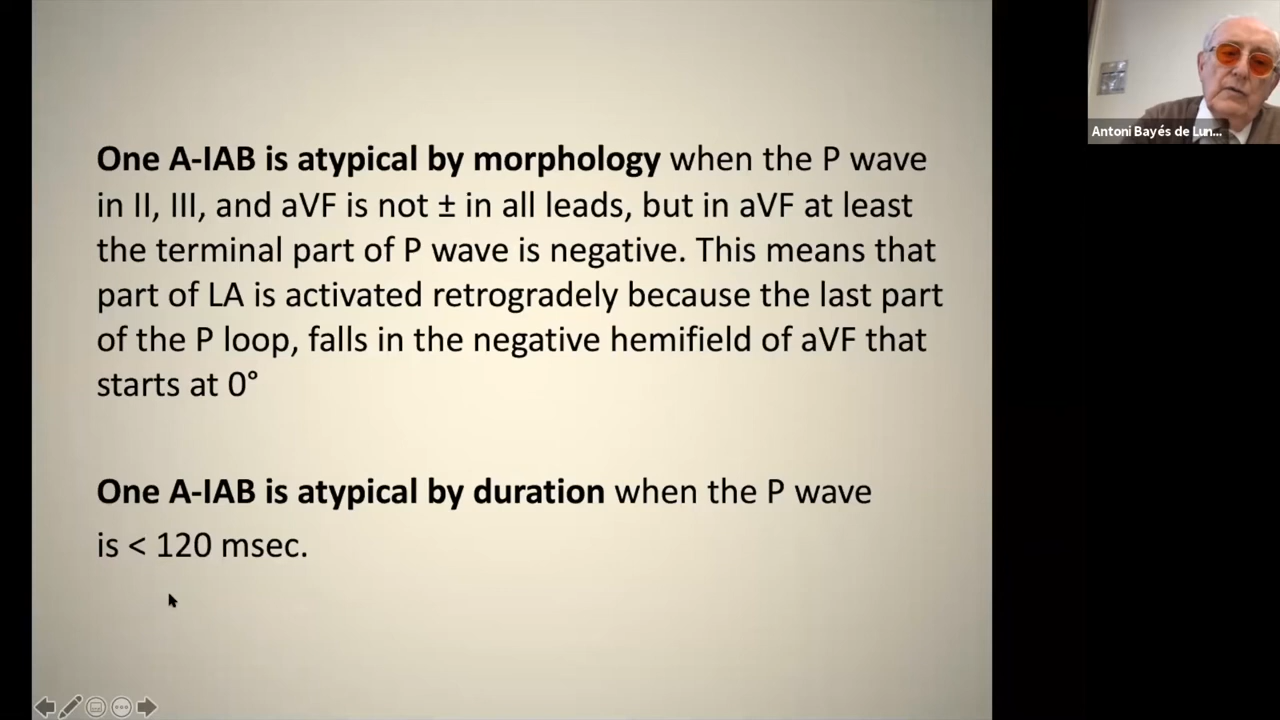 One A-IAB is atypical by morphology when the P wave
in II, III, and aVF is not ± in all leads, but in aVF at least
the terminal part of P wave is negative. This means that
part of LA is activated retrogradely because the last part
of the P loop, falls in the negative hemifield of aVF that
starts at 0°
One A-IAB is atypical by duration when the P wave
is < 120 msec.
Antoni Bayés de Lun...